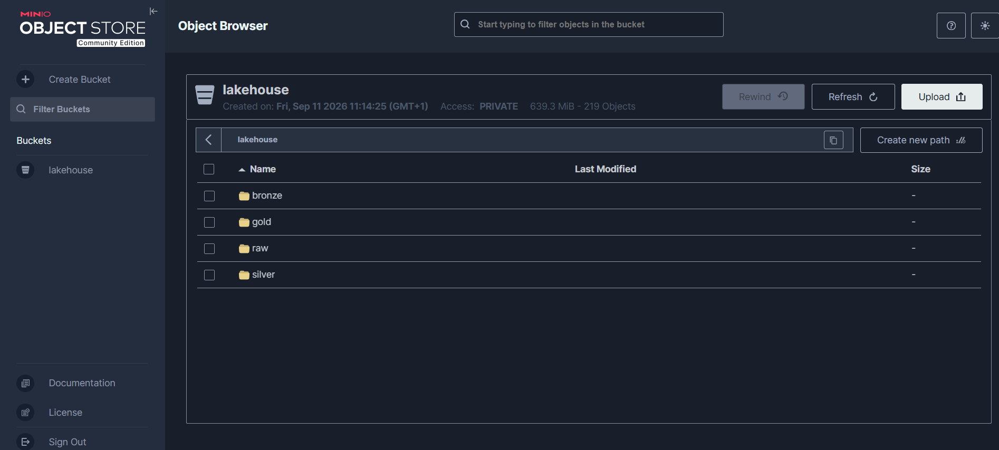 MINIO
OBJECT STORE
Community Edition
Create Bucket
Filter Buckets
Buckets
lakehouse
Documentation
License
Sign Out
Object Browser
Start typing to filter objects in the bucket
lakehouse
Created on: Fri, Sep 11 2026 11:14:25 (GMT+1) Access: PRIVATE 639.3 MiB - 219 Objects
Rewind
Refresh
Upload
lakehouse
Create new path
Name Last Modified Size
bronze -
gold -
raw -
silver -